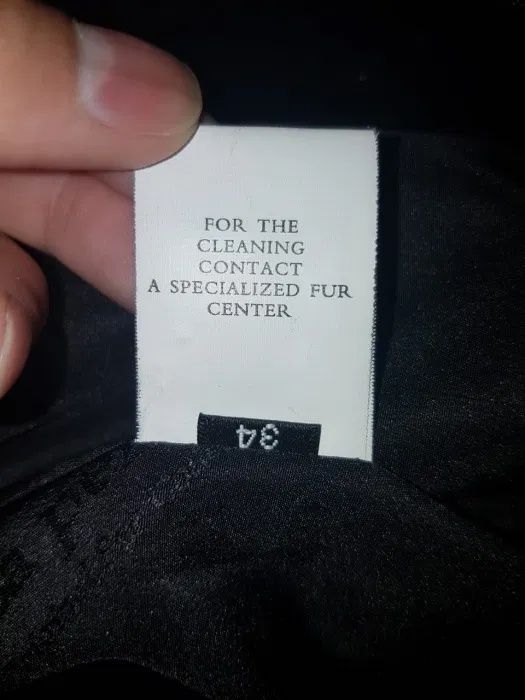 FOR THE
CLEANING
CONTACT
A SPECIALIZED FUR
CENTER
34